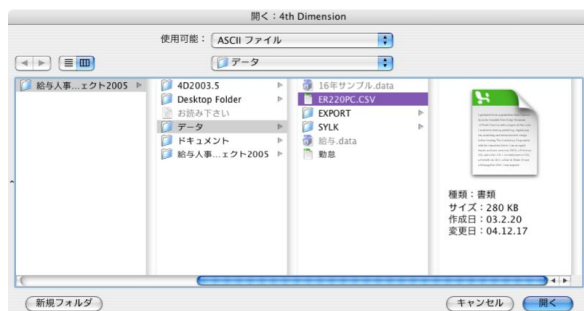 開く：4th Dimension
使用可能： ASCII ファイル
データ
給与人事...ェクト2005
4D2003.5
Desktop Folder
お読み下さい
データ
ドキュメント
給与人事...ェクト2005
16年サンプル.data
ER220PC.CSV
EXPORT
SYLK
給与.data
勤怠
種類：書類
サイズ：280 KB
作成日：03.2.20
変更日：04.12.17
新規フォルダ
キャンセル
開く